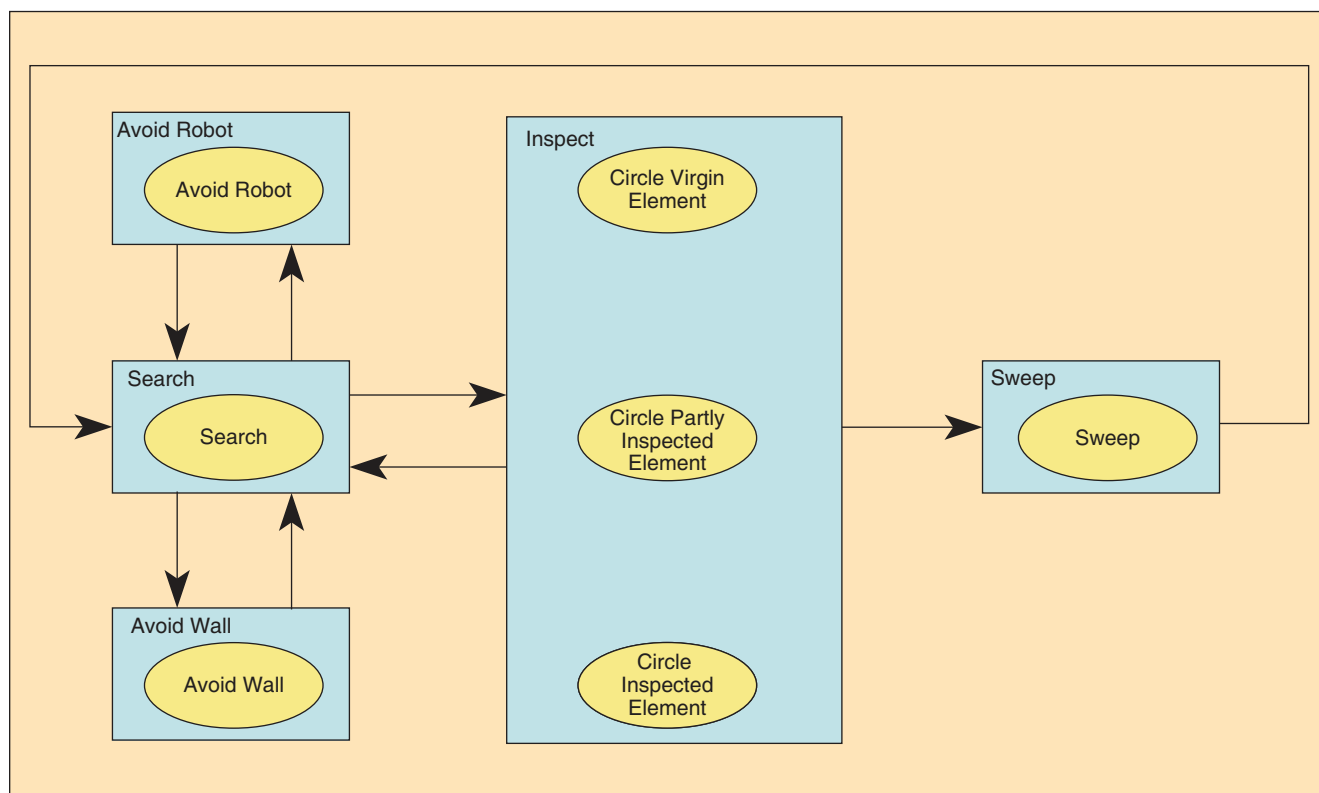 Avoid Robot
Avoid Robot
Search
Search
Avoid Wall
Avoid Wall
Inspect
Circle Virgin
Element
Circle Partly
Inspected
Element
Circle
Inspected
Element
Sweep
Sweep